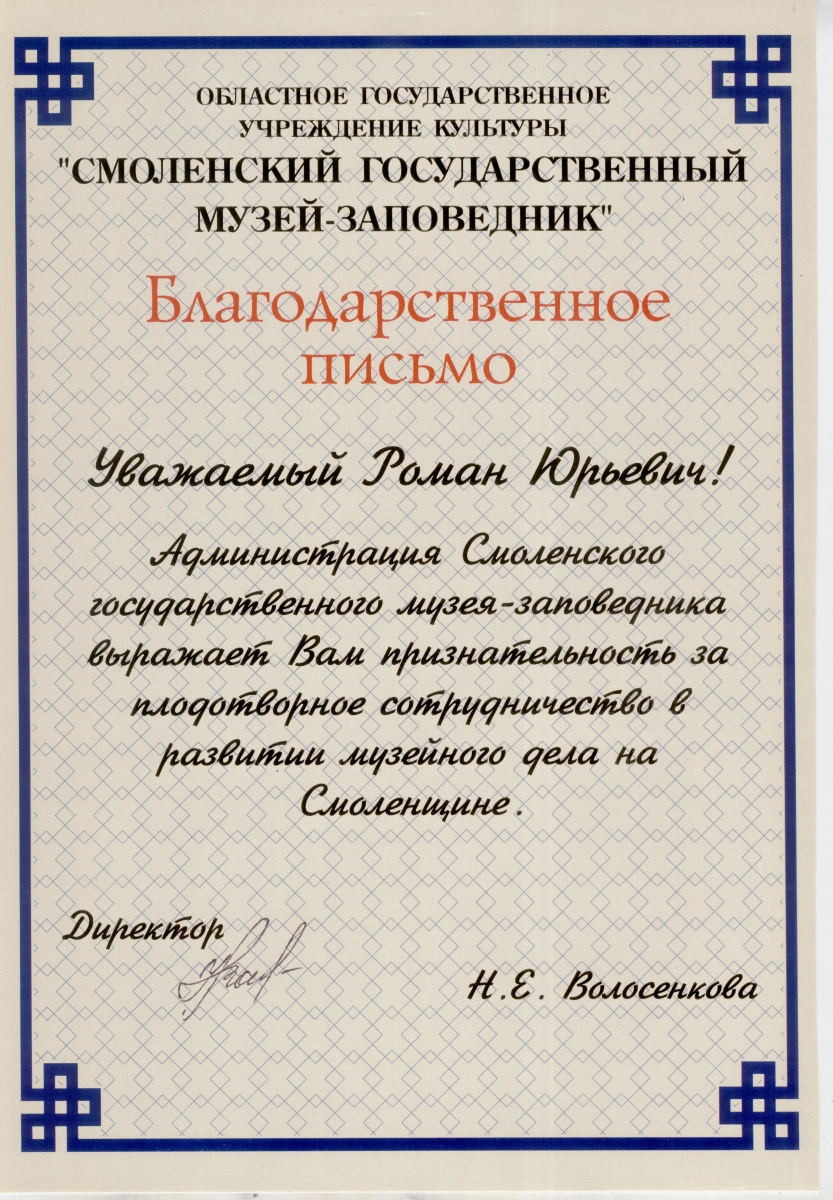 ОБЛАСТНОЕ ГОСУДАРСТВЕННОЕ
УЧРЕЖДЕНИЕ КУЛЬТУРЫ
"СМОЛЕНСКИЙ ГОСУДАРСТВЕННЫЙ
МУЗЕЙ-ЗАПОВЕДНИК"
Благодарственное
письмо
Уважаемый Роман Юрьевич!
Администрация Смоленского
государственного музея-заповедника
выражает Вам признательность за
плодотворное сотрудничество в
развитии музейного дела на
Смоленщине.
Директор
Н.Е. Волосенкова